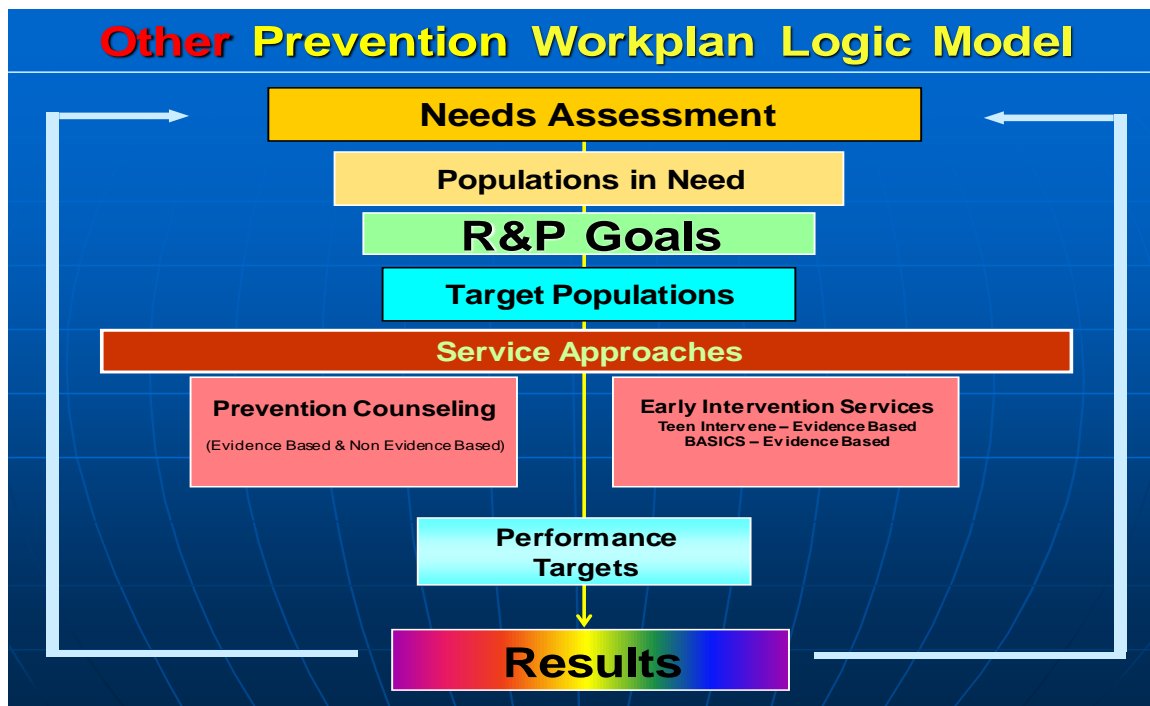 Other Prevention Workplan Logic Model
Needs Assessment
Populations in Need
R&P Goals
Target Populations
Service Approaches
Prevention Counseling
(Evidence Based & Non Evidence Based)
Early Intervention Services
Teen Intervene – Evidence Based
BASICS – Evidence Based
Performance
Targets
Results